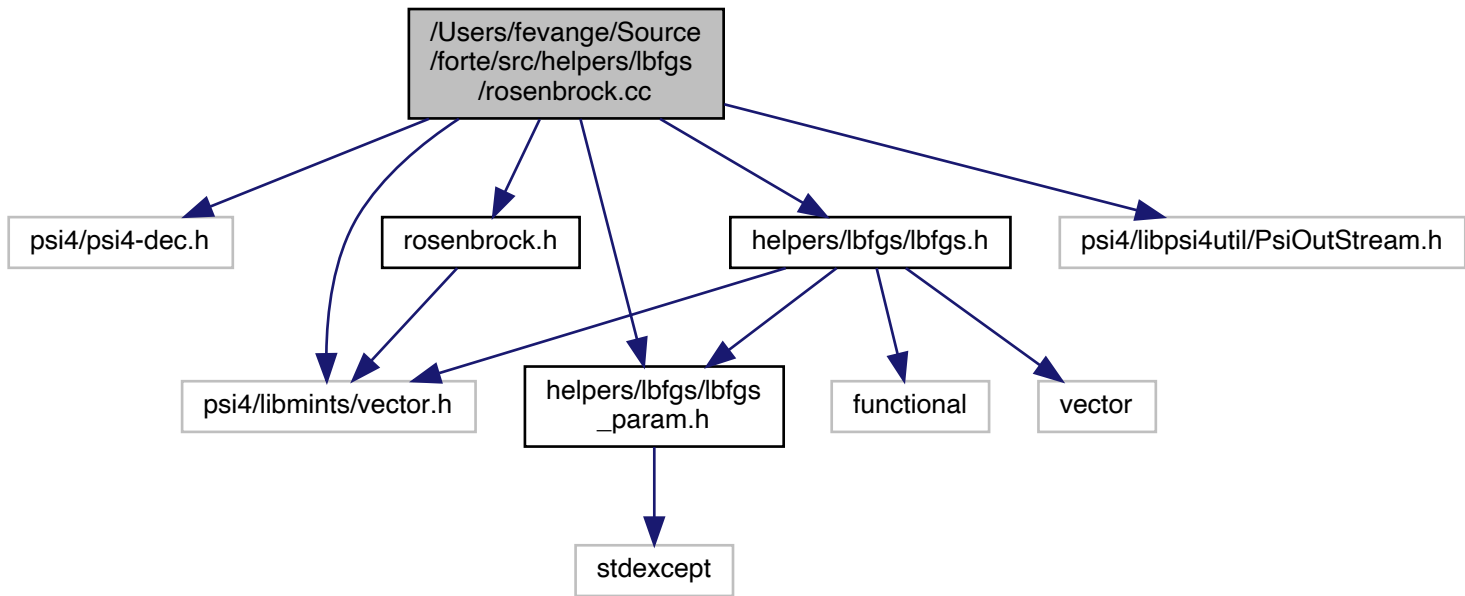 /Users/fevange/Source
/forte/src/helpers/lbfgs
/rosenbrock.cc
psi4/psi4-dec.h
rosenbrock.h
helpers/lbfgs/lbfgs.h
psi4/libpsi4util/PsiOutStream.h
psi4/libmints/vector.h
helpers/lbfgs/lbfgs
_param.h
functional
vector
stdexcept